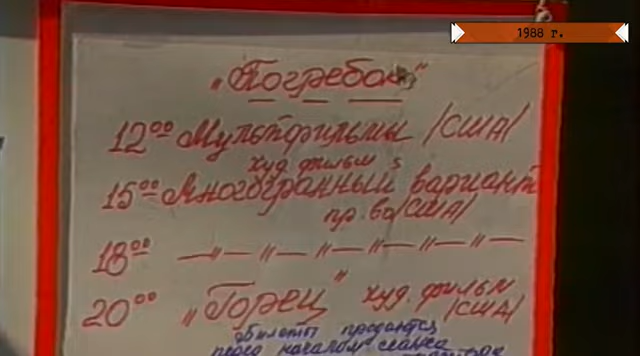 1988 г.
„Погребок"
12⁰⁰ Мультфильмы /США/
худ. фильм
15⁰⁰ Многогранный вариант
пр. во /США/
18⁰⁰ —〃—〃—〃—〃—〃—
20⁰⁰ „Горец" худ. фильм
/США/
Билеты продаются
перед началом сеанса